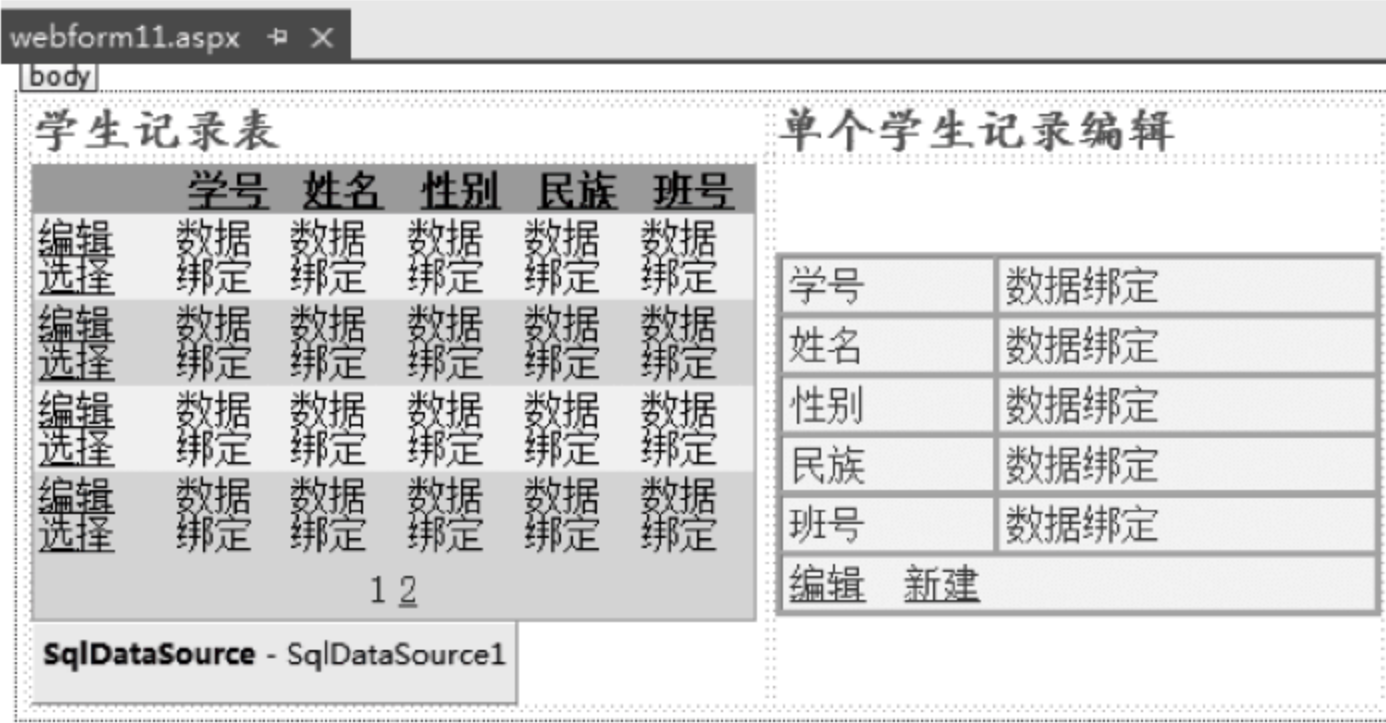 webform11.aspx
body
学生记录表
学号 姓名 性别 民族 班号
编辑 数据 数据 数据 数据 数据
选择 绑定 绑定 绑定 绑定 绑定
编辑 数据 数据 数据 数据 数据
选择 绑定 绑定 绑定 绑定 绑定
编辑 数据 数据 数据 数据 数据
选择 绑定 绑定 绑定 绑定 绑定
编辑 数据 数据 数据 数据 数据
选择 绑定 绑定 绑定 绑定 绑定
1 2
SqlDataSource - SqlDataSource1
单个学生记录编辑
学号 数据绑定
姓名 数据绑定
性别 数据绑定
民族 数据绑定
班号 数据绑定
编辑 新建